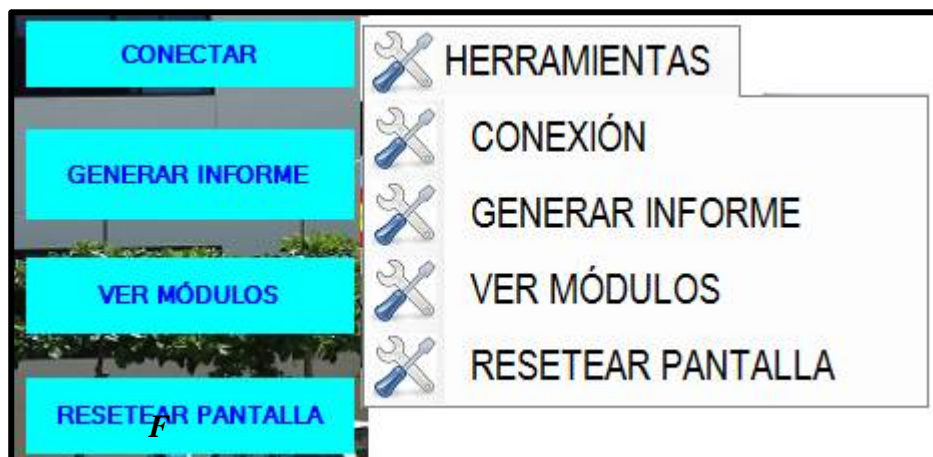 CONECTAR
GENERAR INFORME
VER MÓDULOS
RESETEAR PANTALLA
F
HERRAMIENTAS
CONEXIÓN
GENERAR INFORME
VER MÓDULOS
RESETEAR PANTALLA